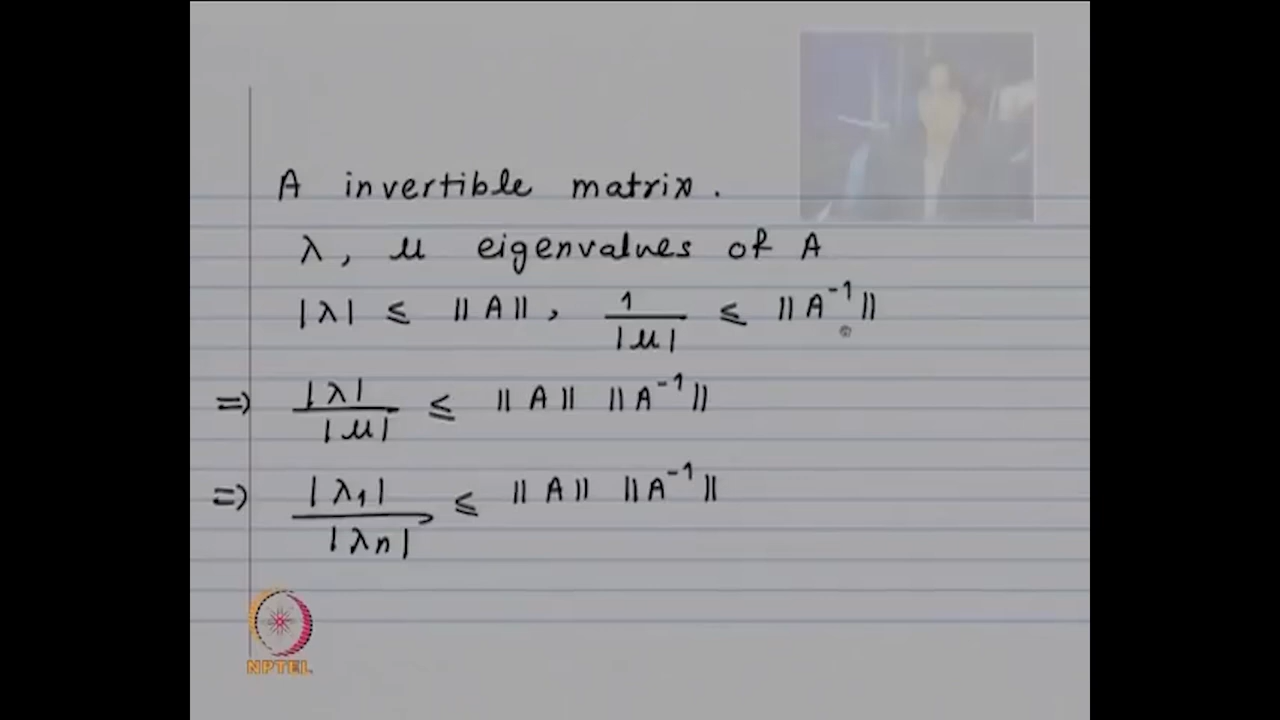 A invertible matrix.
λ, μ eigenvalues of A
|λ| ≤ ||A||, 1/|μ| ≤ ||A⁻¹||
⇒ |λ|/|μ| ≤ ||A|| ||A⁻¹||
⇒ |λ₁|/|λn| ≤ ||A|| ||A⁻¹||
NPTEL